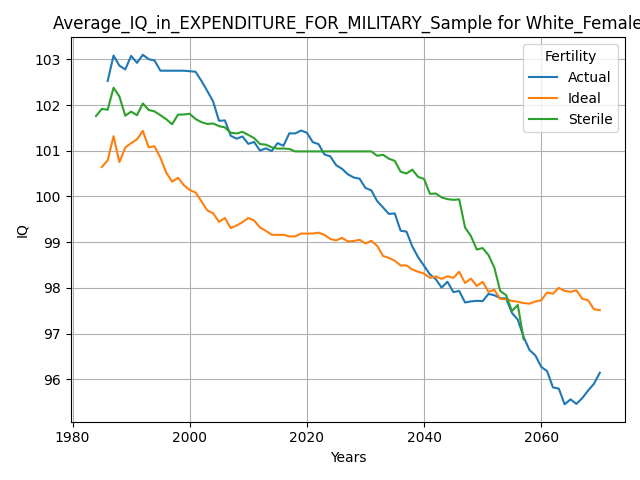 Average_IQ_in_EXPENDITURE_FOR_MILITARY_Sample for White_Female
103
102
101
100
99
98
97
96
IQ
Fertility
Actual
Ideal
Sterile
1980
2000
2020
2040
2060
Years